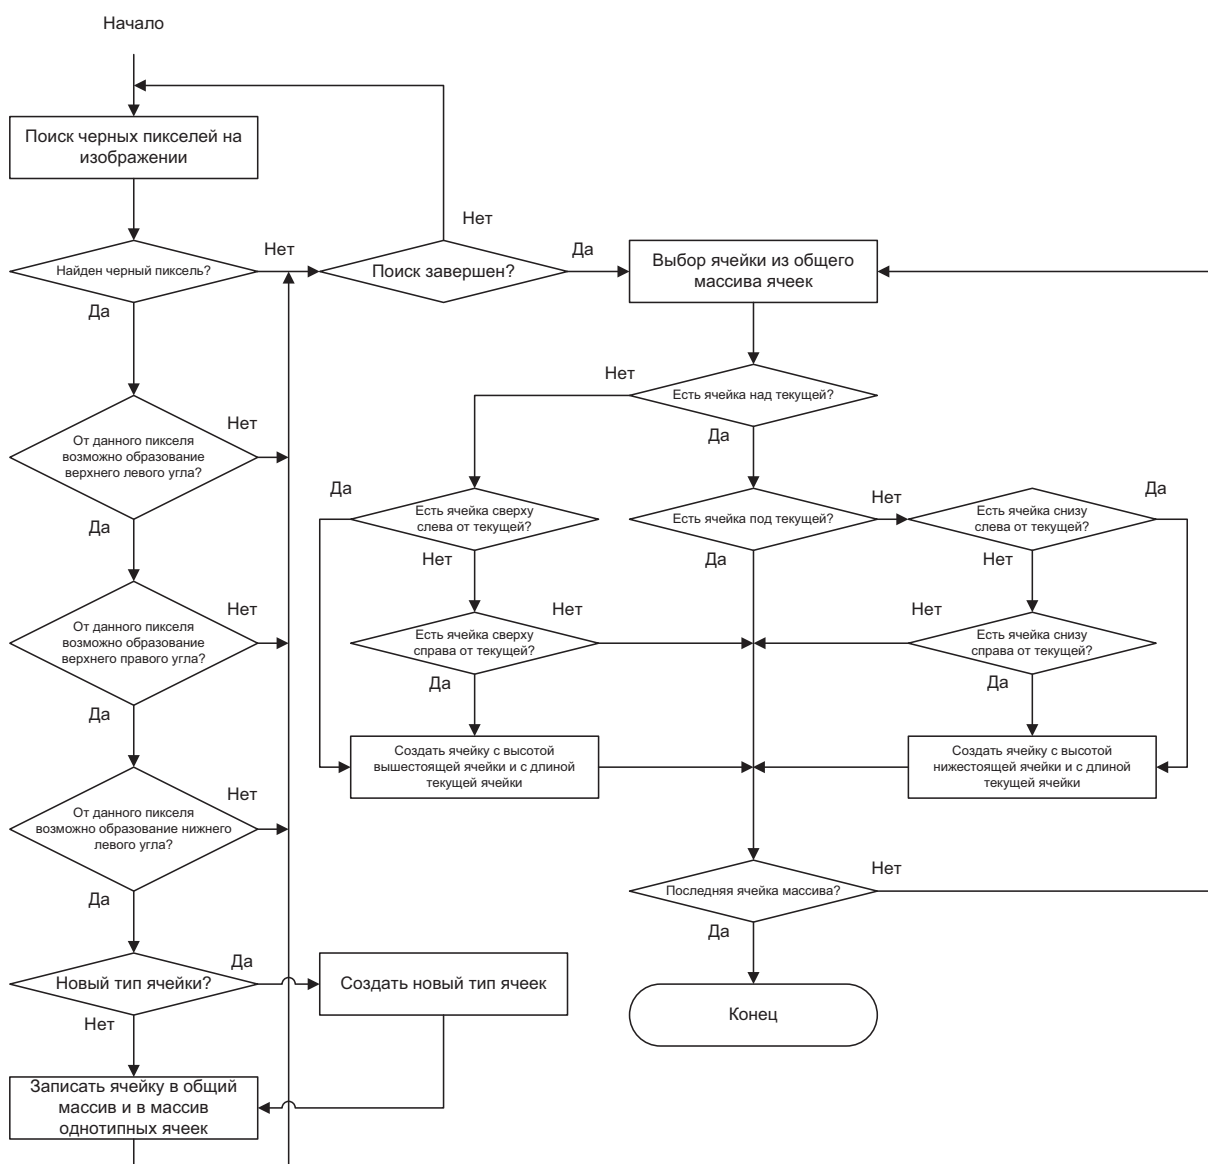 Начало
Поиск черных пикселей на
изображении
Нет
Найден черный пиксель?
Нет
Поиск завершен?
Да
Выбор ячейки из общего
массива ячеек
Да
Нет
Есть ячейка над текущей?
Да
От данного пикселя
возможно образование
верхнего левого угла?
Нет
Да
Да
Есть ячейка сверху
слева от текущей?
Нет
Есть ячейка под текущей?
Нет
Да
Есть ячейка снизу
слева от текущей?
Да
Нет
От данного пикселя
возможно образование
верхнего правого угла?
Нет
Да
Есть ячейка сверху
справа от текущей?
Нет
Да
Нет
Есть ячейка снизу
справа от текущей?
Да
Создать ячейку с высотой
вышестоящей ячейки и с длиной
текущей ячейки
Создать ячейку с высотой
нижестоящей ячейки и с длиной
текущей ячейки
От данного пикселя
возможно образование нижнего
левого угла?
Нет
Да
Последняя ячейка массива?
Нет
Да
Новый тип ячейки?
Да
Создать новый тип ячеек
Нет
Конец
Записать ячейку в общий
массив и в массив
однотипных ячеек